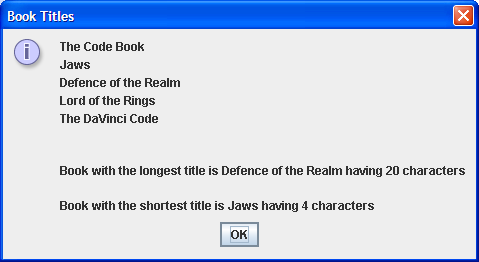 Book Titles
The Code Book
Jaws
Defence of the Realm
Lord of the Rings
The DaVinci Code
Book with the longest title is Defence of the Realm having 20 characters
Book with the shortest title is Jaws having 4 characters
OK